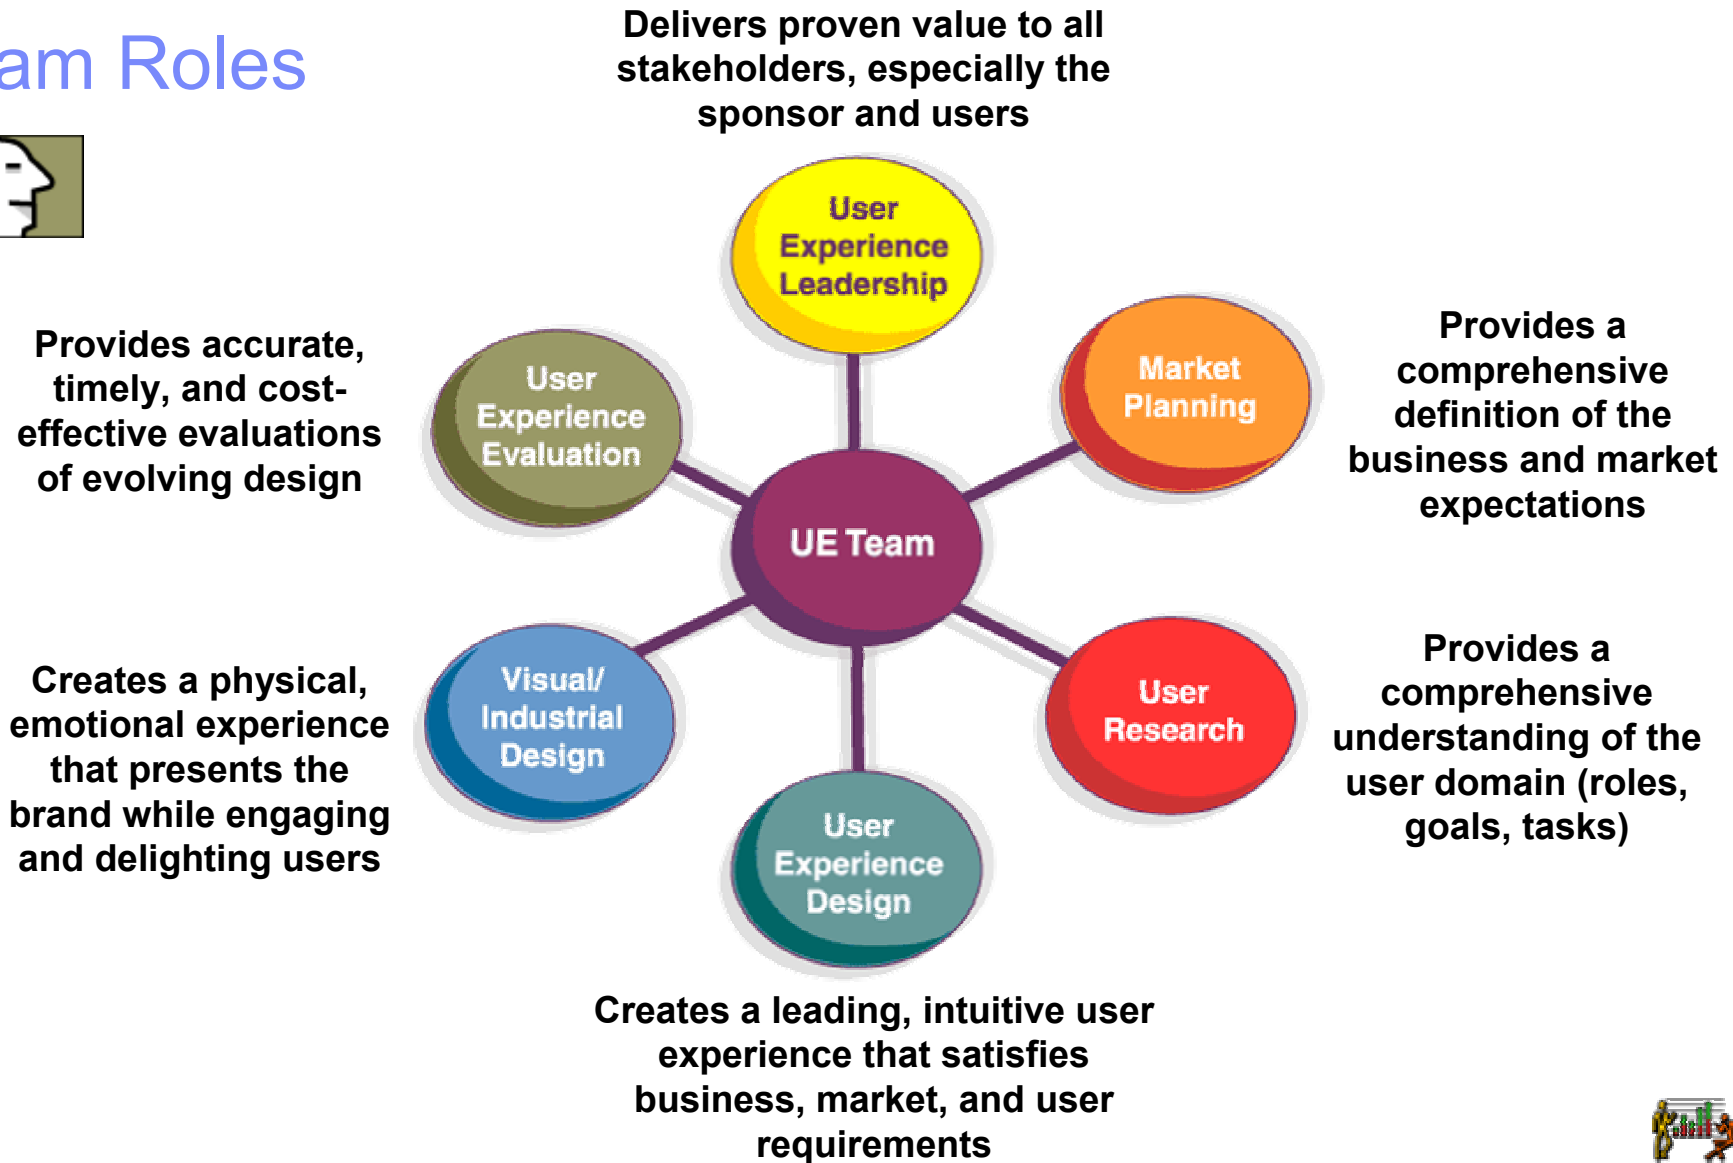 am Roles
Delivers proven value to all
stakeholders, especially the
sponsor and users
User
Experience
Leadership
Market
Planning
Provides a
comprehensive
definition of the
business and market
expectations
Provides accurate,
timely, and cost-
effective evaluations
of evolving design
User
Experience
Evaluation
UE Team
Creates a physical,
emotional experience
that presents the
brand while engaging
and delighting users
Visual/
Industrial
Design
User
Research
Provides a
comprehensive
understanding of the
user domain (roles,
goals, tasks)
User
Experience
Design
Creates a leading, intuitive user
experience that satisfies
business, market, and user
requirements